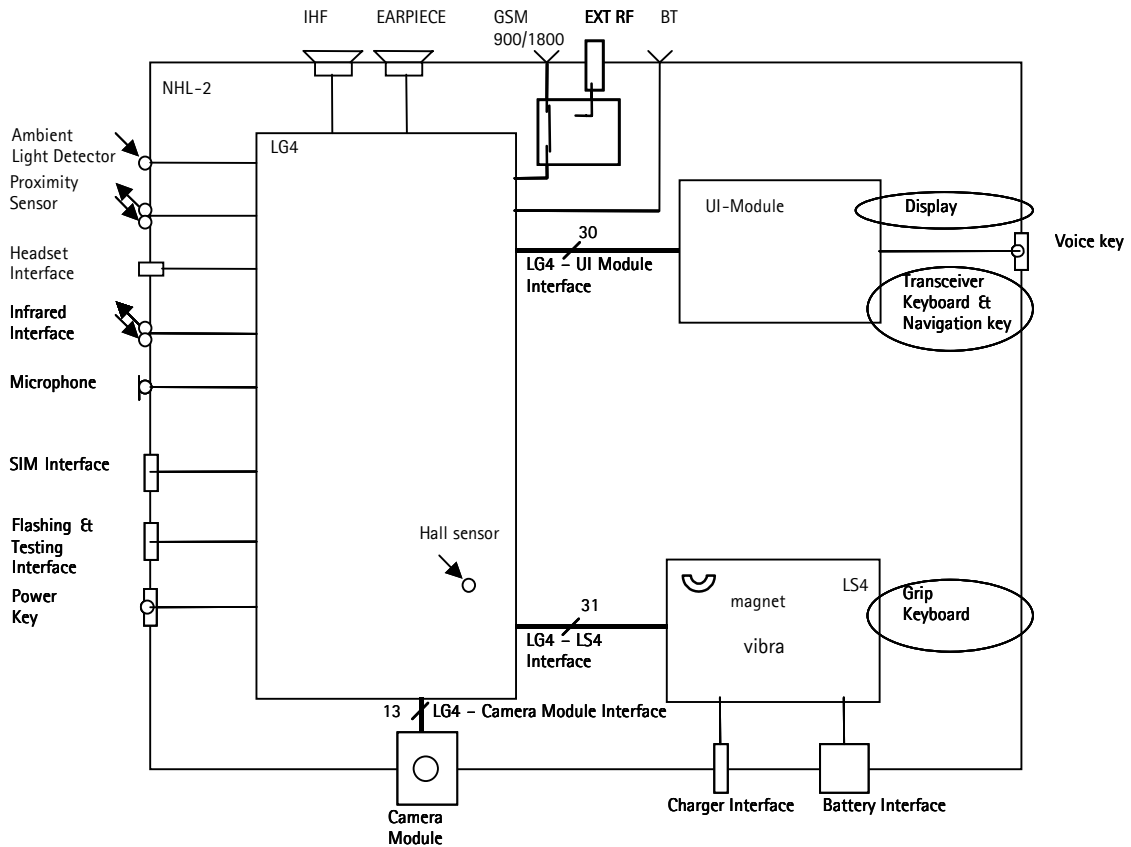 IHF
EARPIECE
GSM
900/1800
EXT RF
BT
NHL-2
Ambient
Light Detector
LG4
Proximity
Sensor
UI-Module
Display
30
Voice key
Headset
Interface
LG4 - UI Module
Interface
Transceiver
Keyboard &
Navigation key
Infrared
Interface
Microphone
SIM Interface
Flashing &
Testing
Interface
Hall sensor
Power
Key
31
magnet
LS4
Grip
Keyboard
LG4 - LS4
Interface
vibra
13
LG4 - Camera Module Interface
Camera
Module
Charger Interface
Battery Interface